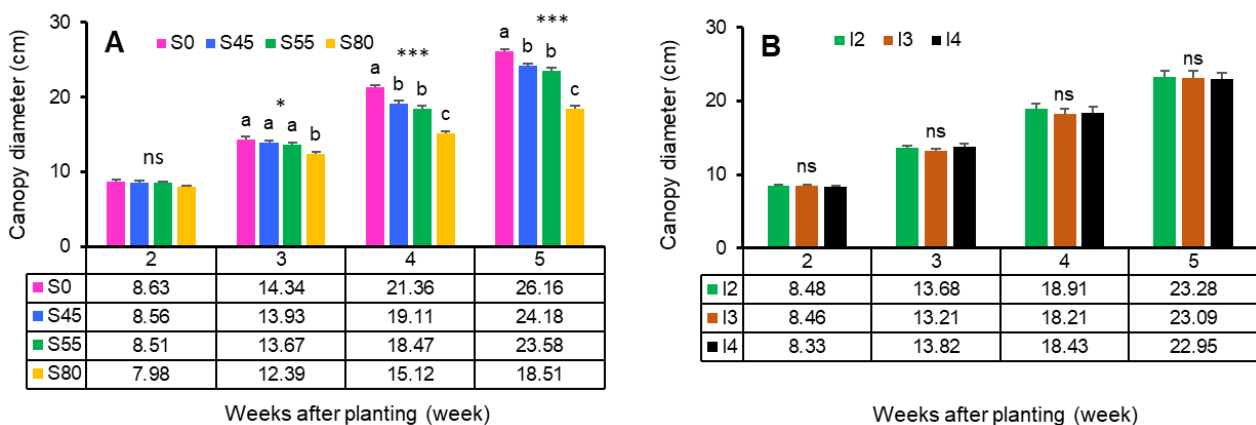 30
20
10
0
Canopy diameter (cm)
A
S0 S45 S55 S80
ns
a a a b
*
a b b c
***
a b b c
***
2 3 4 5
S0 8.63 14.34 21.36 26.16
S45 8.56 13.93 19.11 24.18
S55 8.51 13.67 18.47 23.58
S80 7.98 12.39 15.12 18.51
Weeks after planting (week)
30
20
10
0
Canopy diameter (cm)
B
I2 I3 I4
ns
ns
ns
ns
2 3 4 5
I2 8.48 13.68 18.91 23.28
I3 8.46 13.21 18.21 23.09
I4 8.33 13.82 18.43 22.95
Weeks after planting (week)